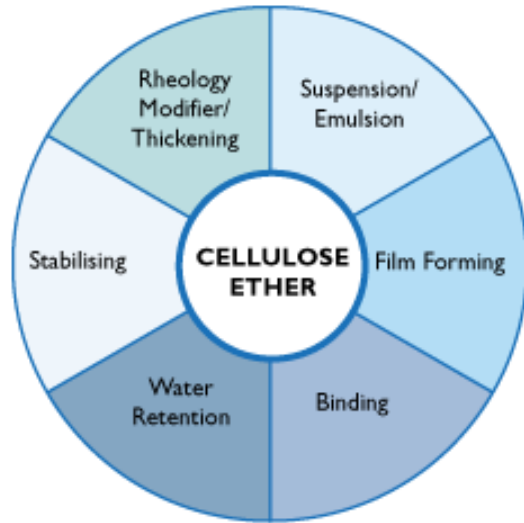 Rheology
Modifier/
Thickening
Suspension/
Emulsion
Stabilising
CELLULOSE
ETHER
Film Forming
Water
Retention
Binding